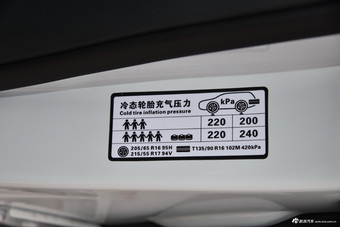 冷态轮胎充气压力
Cold tire inflation pressure
kPa
220 200
220 240
205/65 R16 95H
215/55 R17 94V
T135/90 R16 102M 420kPa